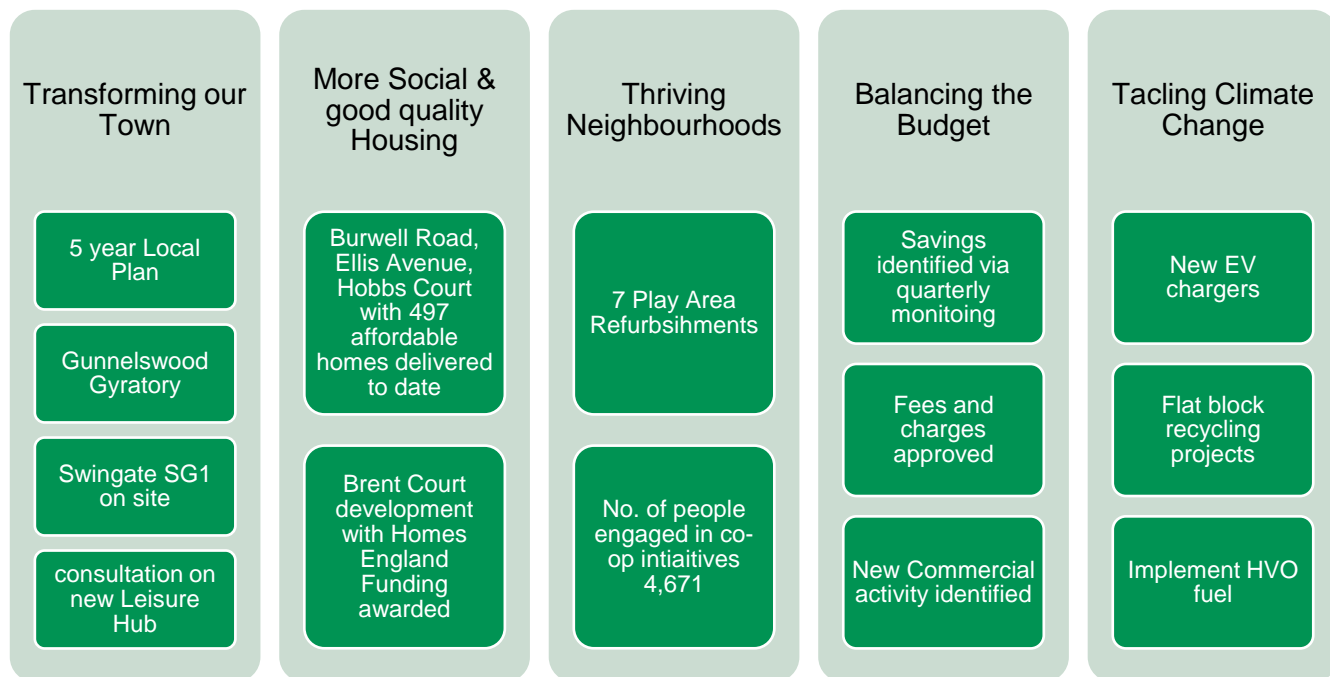 Transforming our
Town
5 year Local
Plan
Gunnelswood
Gyratory
Swingate SG1
on site
consultation on
new Leisure
Hub
More Social &
good quality
Housing
Burwell Road,
Ellis Avenue,
Hobbs Court
with 497
affordable
homes delivered
to date
Brent Court
development
with Homes
England
Funding
awarded
Thriving
Neighbourhoods
7 Play Area
Refurbsihments
No. of people
engaged in co-
op intiaitives
4,671
Balancing the
Budget
Savings
identified via
quarterly
monitoing
Fees and
charges
approved
New Commercial
activity identified
Tacling Climate
Change
New EV
chargers
Flat block
recycling
projects
Implement HVO
fuel